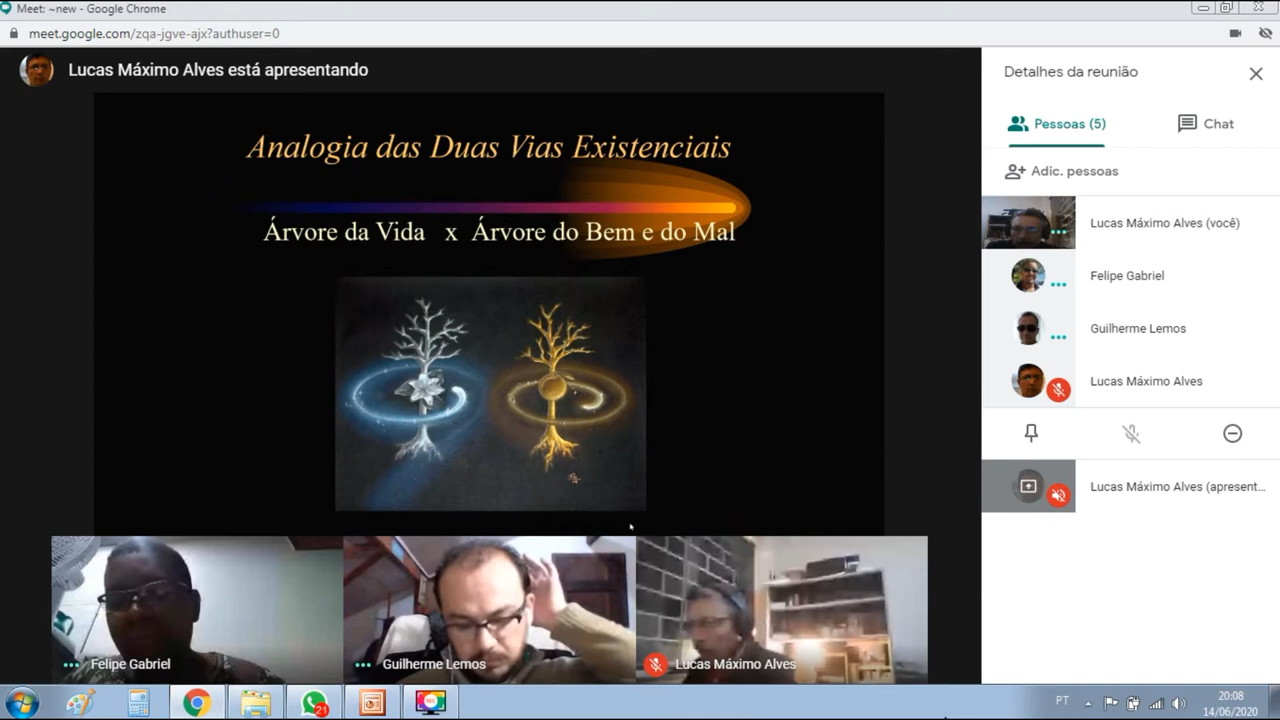 Meet: ~new - Google Chrome
meet.google.com/zqa-jgve-ajx?authuser=0
Lucas Máximo Alves está apresentando
Analogia das Duas Vias Existenciais
Árvore da Vida x Árvore do Bem e do Mal
Felipe Gabriel
Guilherme Lemos
Lucas Máximo Alves
Detalhes da reunião
Pessoas (5)
Chat
Adic. pessoas
Lucas Máximo Alves (você)
Felipe Gabriel
Guilherme Lemos
Lucas Máximo Alves
Lucas Máximo Alves (apresent...
21
REC
PT
20:08
14/06/2020